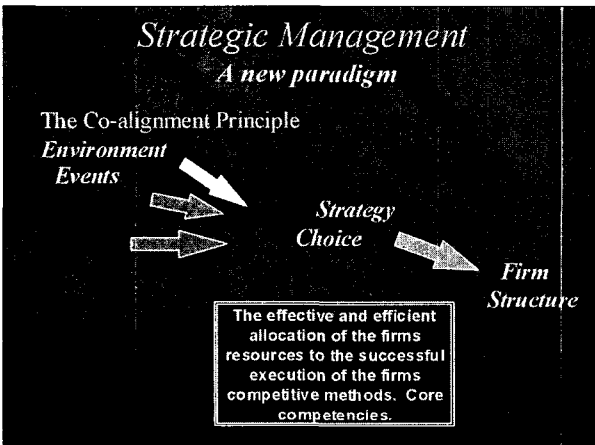 Strategic Management
A new paradigm
The Co-alignment Principle
Environment
Events
Strategy
Choice
Firm
Structure
The effective and efficient
allocation of the firms
resources to the successful
execution of the firms
competitive methods. Core
competencies.